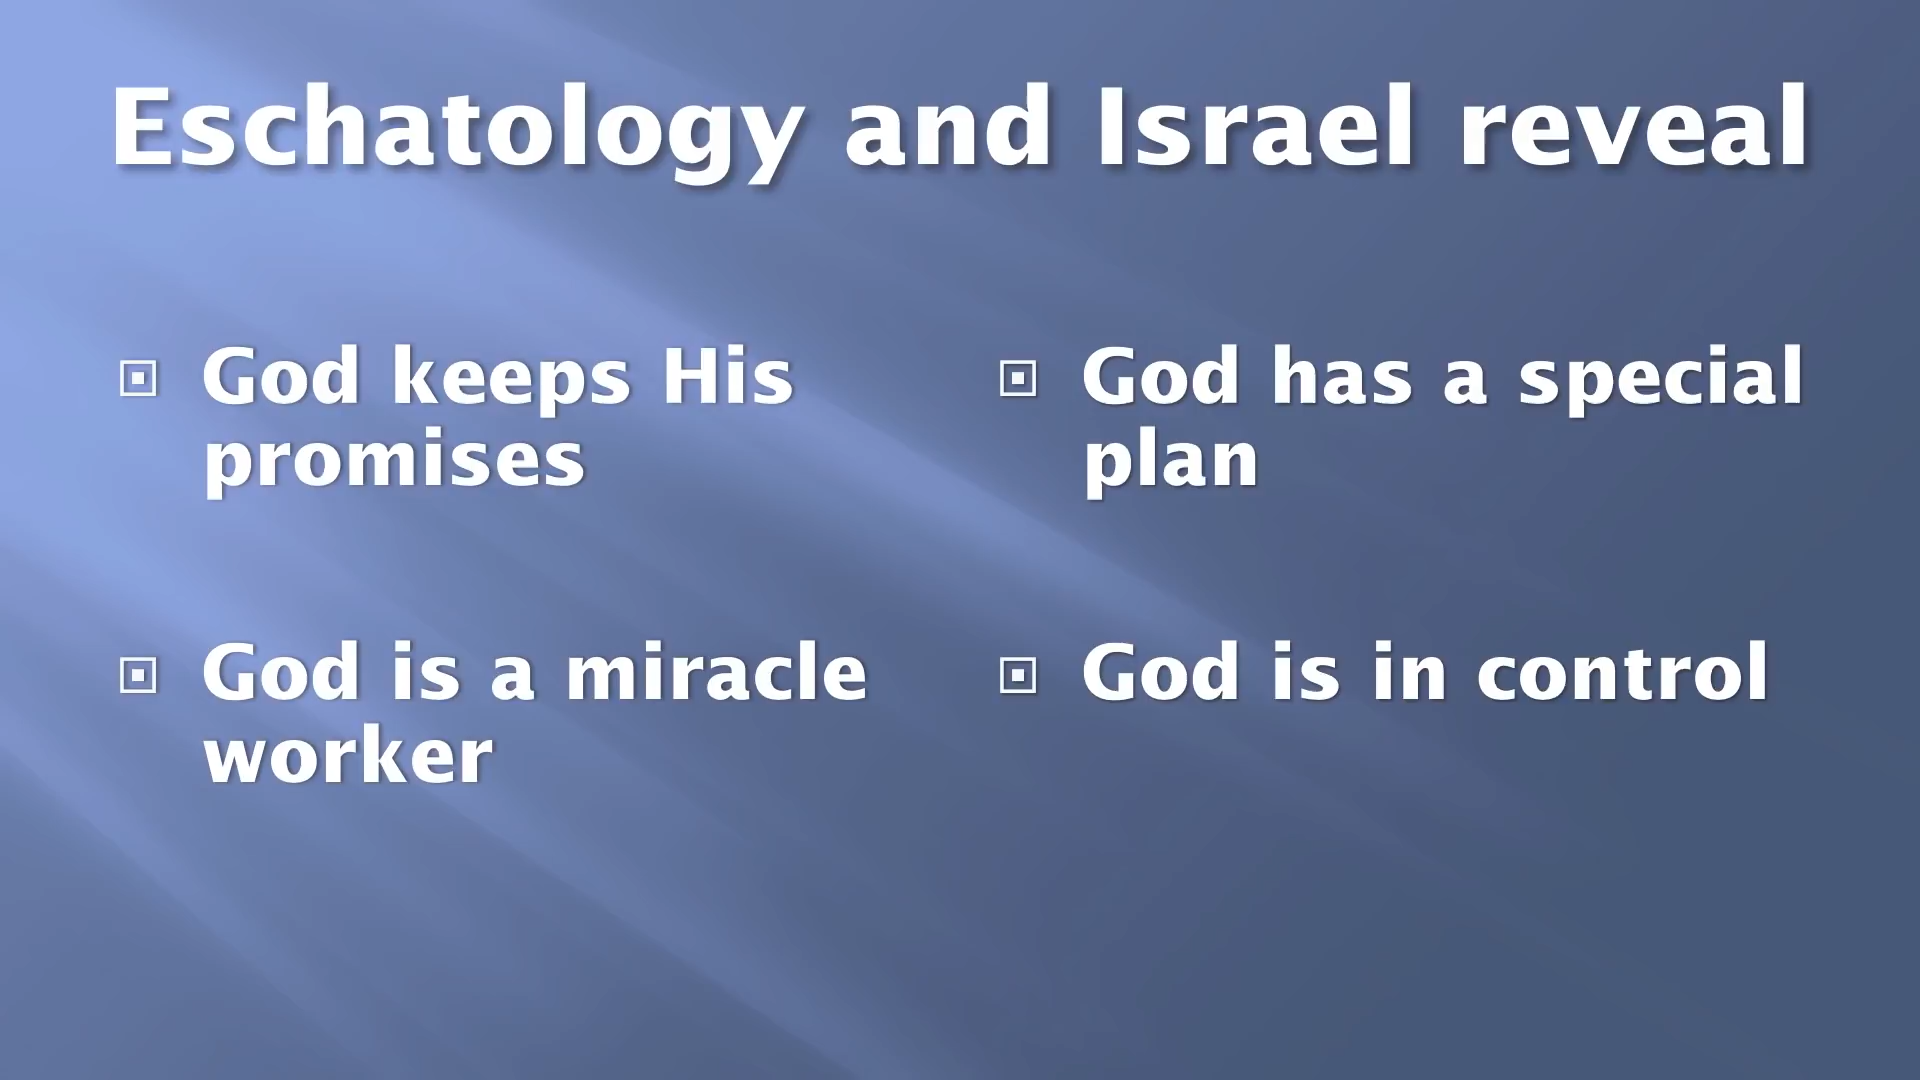 Eschatology and Israel reveal
God keeps His
promises
God is a miracle
worker
God has a special
plan
God is in control